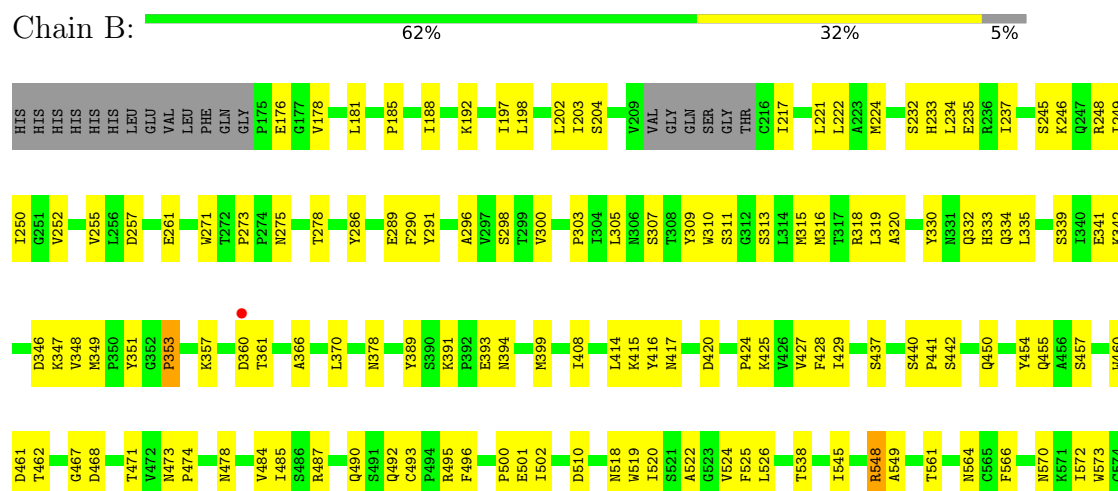 Chain B:
62% 32% 5%
HIS HIS HIS HIS HIS HIS LEU GLU VAL LEU PHE GLN GLY P175 E176 G177 V178 L181 P185 I188 K192 I197 L198 L202 I203 S204 V209 VAL GLY GLN SER GLY THR C216 I217 L221 L222 A223 M224 S232 H233 L234 E235 R236 I237 S245 K246 Q247 R248
I250 G251 V252 V255 L256 D257 E261 W271 T272 P273 P274 N275 T278 Y286 E289 F290 Y291 A296 V297 S298 T299 V300 P303 I304 L305 N306 S307 T308 Y309 W310 S311 G312 S313 L314 M315 M316 T317 R318 L319 A320 Y330 N331 Q332 H333 Q334 L335 S339 I340 E341
D346 K347 V348 M349 P350 Y351 G352 P353 K357 D360 T361 A366 L370 N378 Y389 S390 K391 P392 E393 N394 M399 I408 L414 K415 Y416 N417 D420 P424 K425 V426 V427 F428 I429 S437 S440 P441 S442 Q450 Y454 Q455 A456 S457 W460
D461 T462 G467 D468 T471 V472 N473 P474 N478 V484 I485 S486 R487 Q490 S491 Q492 C493 P494 R495 F496 P500 E501 I502 D510 N518 W519 I520 S521 A522 G523 V524 F525 L526 T538 I545 R548 A549 T561 N564 C565 F566 N570 K571 I572 W573